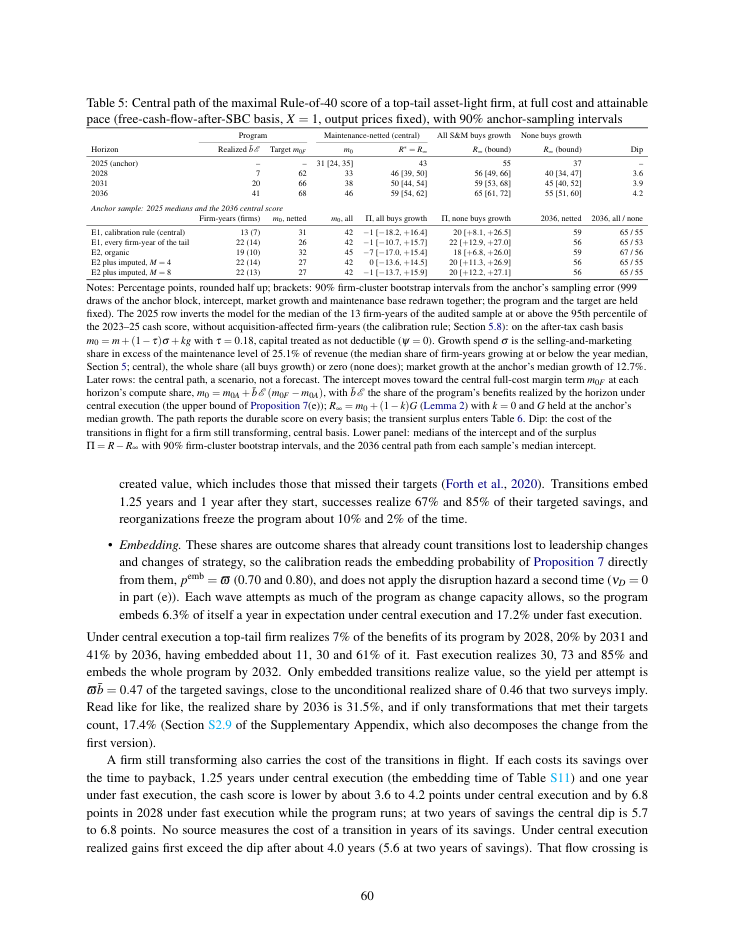 Table 5: Central path of the maximal Rule-of-40 score of a top-tail asset-light firm, at full cost and attainable
pace (free-cash-flow-after-SBC basis, X = 1, output prices fixed), with 90% anchor-sampling intervals
Program Maintenance-netted (central) All S&M buys growth None buys growth
Horizon Realized b̄ℰ Target m0F m0 R* = R∞ R∞ (bound) R∞ (bound) Dip
2025 (anchor) – – 31 [24, 35] 43 55 37 –
2028 7 62 33 46 [39, 50] 56 [49, 66] 40 [34, 47] 3.6
2031 20 66 38 50 [44, 54] 59 [53, 68] 45 [40, 52] 3.9
2036 41 68 46 59 [54, 62] 65 [61, 72] 55 [51, 60] 4.2
Anchor sample: 2025 medians and the 2036 central score
Firm-years (firms) m0, netted m0, all Π, all buys growth Π, none buys growth 2036, netted 2036, all / none
E1, calibration rule (central) 13 (7) 31 42 −1 [−18.2, +16.4] 20 [+8.1, +26.5] 59 65 / 55
E1, every firm-year of the tail 22 (14) 26 42 −1 [−10.7, +15.7] 22 [+12.9, +27.0] 56 65 / 53
E2, organic 19 (10) 32 45 −7 [−17.0, +15.4] 18 [+6.8, +26.0] 59 67 / 56
E2 plus imputed, M = 4 22 (14) 27 42 0 [−13.6, +14.5] 20 [+11.3, +26.9] 56 65 / 55
E2 plus imputed, M = 8 22 (13) 27 42 −1 [−13.7, +15.9] 20 [+12.2, +27.1] 56 65 / 55
Notes: Percentage points, rounded half up; brackets: 90% firm-cluster bootstrap intervals from the anchor's sampling error (999
draws of the anchor block, intercept, market growth and maintenance base redrawn together; the program and the target are held
fixed). The 2025 row inverts the model for the median of the 13 firm-years of the audited sample at or above the 95th percentile of
the 2023–25 cash score, without acquisition-affected firm-years (the calibration rule; Section 5.8): on the after-tax cash basis
m0 = m + (1 − τ)σ + kg with τ = 0.18, capital treated as not deductible (ψ = 0). Growth spend σ is the selling-and-marketing
share in excess of the maintenance level of 25.1% of revenue (the median share of firm-years growing at or below the year median,
Section 5; central), the whole share (all buys growth) or zero (none does); market growth at the anchor's median growth of 12.7%.
Later rows: the central path, a scenario, not a forecast. The intercept moves toward the central full-cost margin term m0F at each
horizon's compute share, m0 = m0A + b̄ℰ(m0F − m0A), with b̄ℰ the share of the program's benefits realized by the horizon under
central execution (the upper bound of Proposition 7(e)); R∞ = m0 + (1 − k)G (Lemma 2) with k = 0 and G held at the anchor's
median growth. The path reports the durable score on every basis; the transient surplus enters Table 6. Dip: the cost of the
transitions in flight for a firm still transforming, central basis. Lower panel: medians of the intercept and of the surplus
Π = R − R∞ with 90% firm-cluster bootstrap intervals, and the 2036 central path from each sample's median intercept.
created value, which includes those that missed their targets (Forth et al., 2020). Transitions embed
1.25 years and 1 year after they start, successes realize 67% and 85% of their targeted savings, and
reorganizations freeze the program about 10% and 2% of the time.
• Embedding. These shares are outcome shares that already count transitions lost to leadership changes
and changes of strategy, so the calibration reads the embedding probability of Proposition 7 directly
from them, p^emb = ϖ (0.70 and 0.80), and does not apply the disruption hazard a second time (ν_D = 0
in part (e)). Each wave attempts as much of the program as change capacity allows, so the program
embeds 6.3% of itself a year in expectation under central execution and 17.2% under fast execution.
Under central execution a top-tail firm realizes 7% of the benefits of its program by 2028, 20% by 2031 and
41% by 2036, having embedded about 11, 30 and 61% of it. Fast execution realizes 30, 73 and 85% and
embeds the whole program by 2032. Only embedded transitions realize value, so the yield per attempt is
ϖb̄ = 0.47 of the targeted savings, close to the unconditional realized share of 0.46 that two surveys imply.
Read like for like, the realized share by 2036 is 31.5%, and if only transformations that met their targets
count, 17.4% (Section S2.9 of the Supplementary Appendix, which also decomposes the change from the
first version).
A firm still transforming also carries the cost of the transitions in flight. If each costs its savings over
the time to payback, 1.25 years under central execution (the embedding time of Table S11) and one year
under fast execution, the cash score is lower by about 3.6 to 4.2 points under central execution and by 6.8
points in 2028 under fast execution while the program runs; at two years of savings the central dip is 5.7
to 6.8 points. No source measures the cost of a transition in years of its savings. Under central execution
realized gains first exceed the dip after about 4.0 years (5.6 at two years of savings). That flow crossing is
60